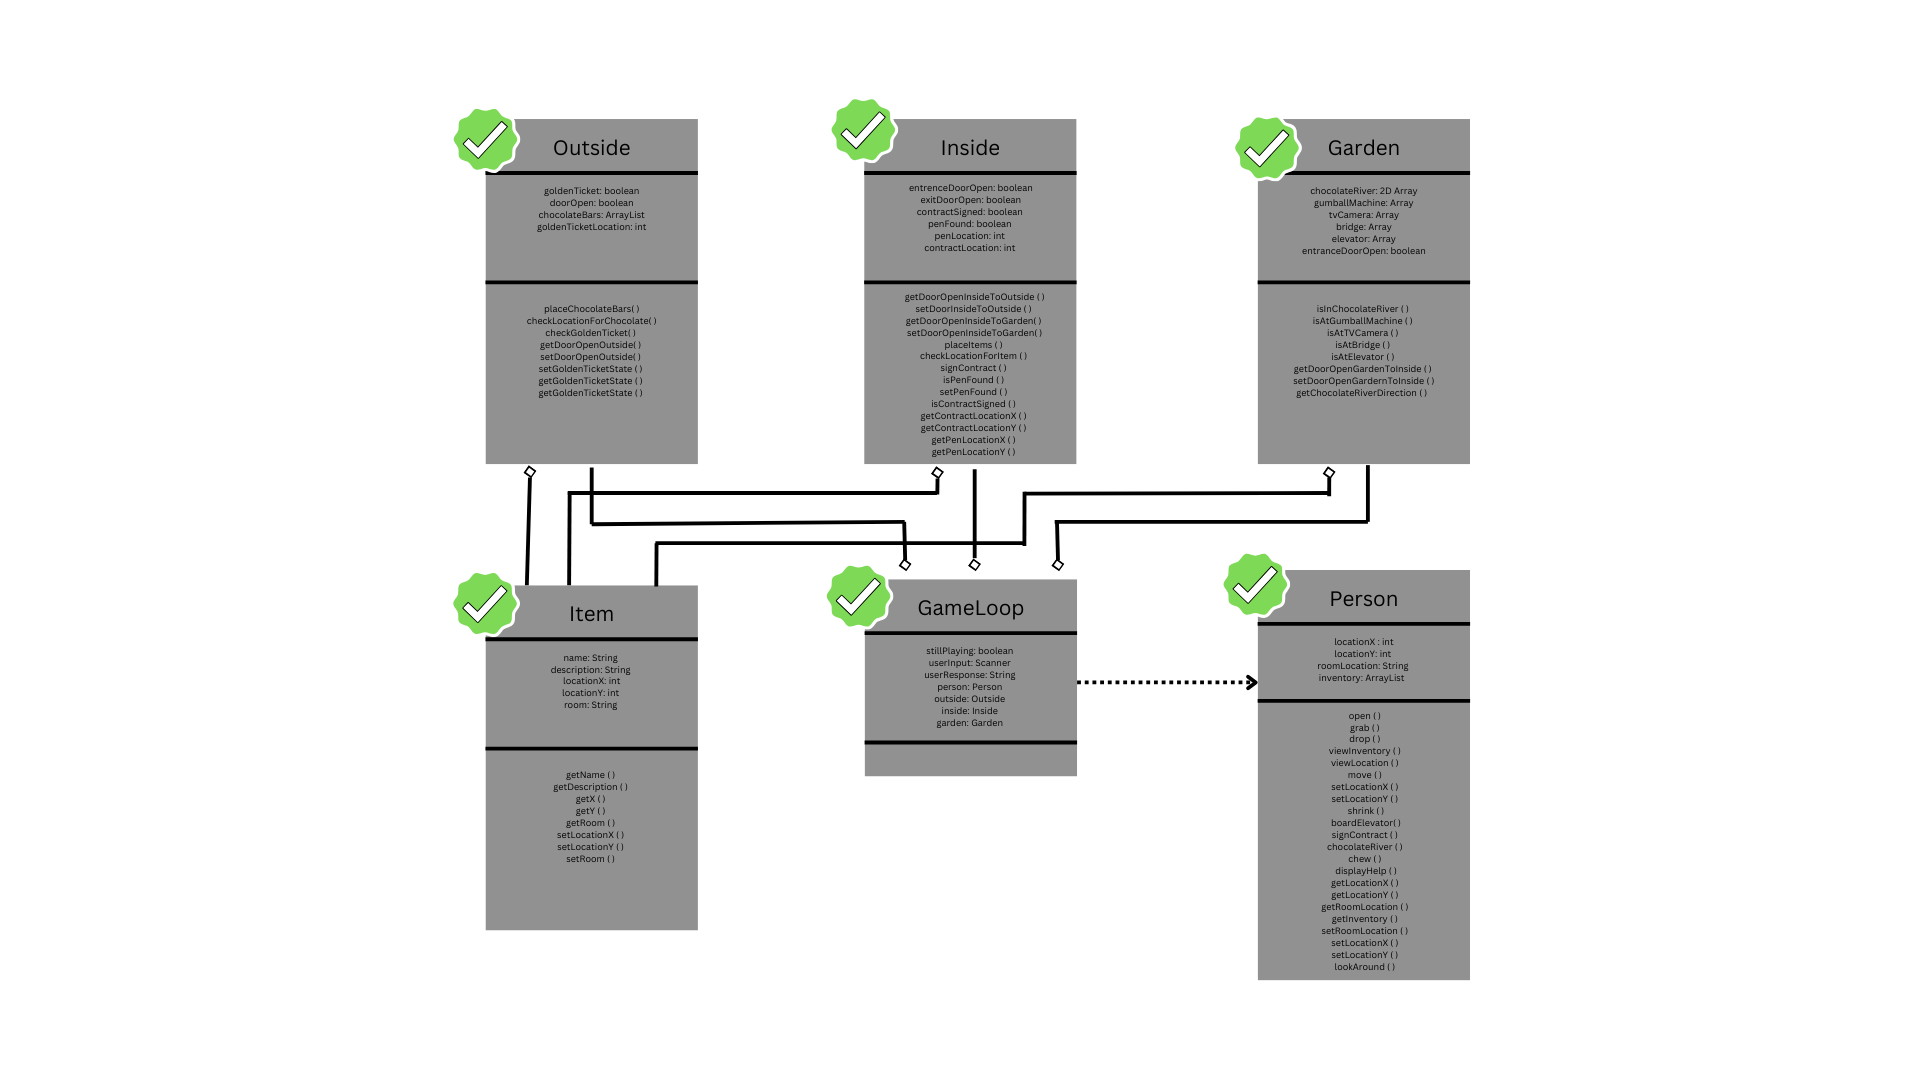 Outside
goldenTicket: boolean
doorOpen: boolean
chocolateBars: ArrayList
goldenTicketLocation: int
placeChocolateBars( )
checkLocationForChocolate( )
checkGoldenTicket( )
getDoorOpenOutside( )
setDoorOpenOutside( )
setGoldenTicketState ( )
getGoldenTicketState ( )
getGoldenTicketState ( )
Inside
entrenceDoorOpen: boolean
exitDoorOpen: boolean
contractSigned: boolean
penFound: boolean
penLocation: int
contractLocation: int
getDoorOpenInsideToOutside ( )
setDoorInsideToOutside ( )
getDoorOpenInsideToGarden( )
setDoorOpenInsideToGarden( )
placeItems ( )
checkLocationForItem ( )
signContract ( )
isPenFound ( )
setPenFound ( )
isContractSigned ( )
getContractLocationX ( )
getContractLocationY ( )
getPenLocationX ( )
getPenLocationY ( )
Garden
chocolateRiver: 2D Array
gumballMachine: Array
tvCamera: Array
bridge: Array
elevator: Array
entranceDoorOpen: boolean
isInChocolateRiver ( )
isAtGumballMachine ( )
isAtTVCamera ( )
isAtBridge ( )
isAtElevator ( )
getDoorOpenGardenToInside ( )
setDoorOpenGardernToInside ( )
getChocolateRiverDirection ( )
Item
name: String
description: String
locationX: int
locationY: int
room: String
getName ( )
getDescription ( )
getX ( )
getY ( )
getRoom ( )
setLocationX ( )
setLocationY ( )
setRoom ( )
GameLoop
stillPlaying: boolean
userInput: Scanner
userResponse: String
person: Person
outside: Outside
inside: Inside
garden: Garden
Person
locationX : int
locationY: int
roomLocation: String
inventory: ArrayList
open ( )
grab ( )
drop ( )
viewInventory ( )
viewLocation ( )
move ( )
setLocationX ( )
setLocationY ( )
shrink ( )
boardElevator( )
signContract ( )
chocolateRiver ( )
chew ( )
displayHelp ( )
getLocationX ( )
getLocationY ( )
getRoomLocation ( )
getInventory ( )
setRoomLocation ( )
setLocationX ( )
setLocationY ( )
lookAround ( )